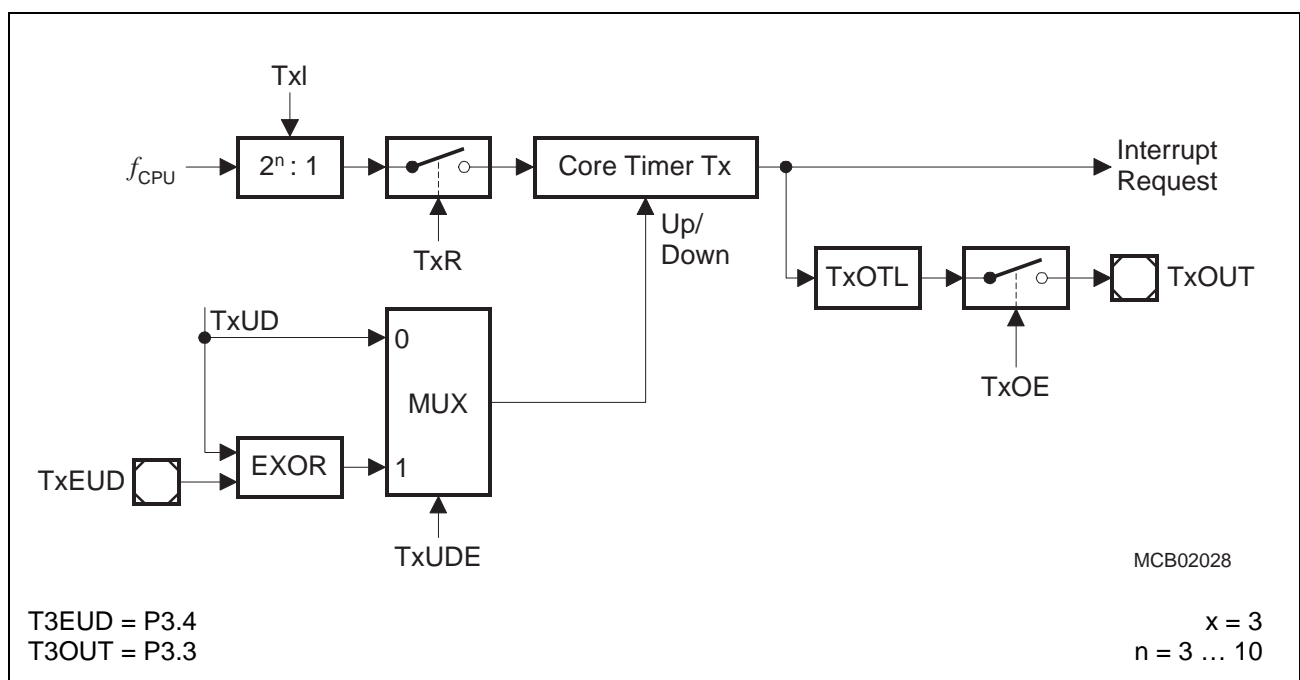 TxI
fCPU
2ⁿ : 1
Core Timer Tx
Interrupt
Request
TxR
Up/
Down
TxOTL
TxOUT
TxUD
0
MUX
TxOE
TxEUD
EXOR
1
TxUDE
MCB02028
T3EUD = P3.4
T3OUT = P3.3
x = 3
n = 3 … 10